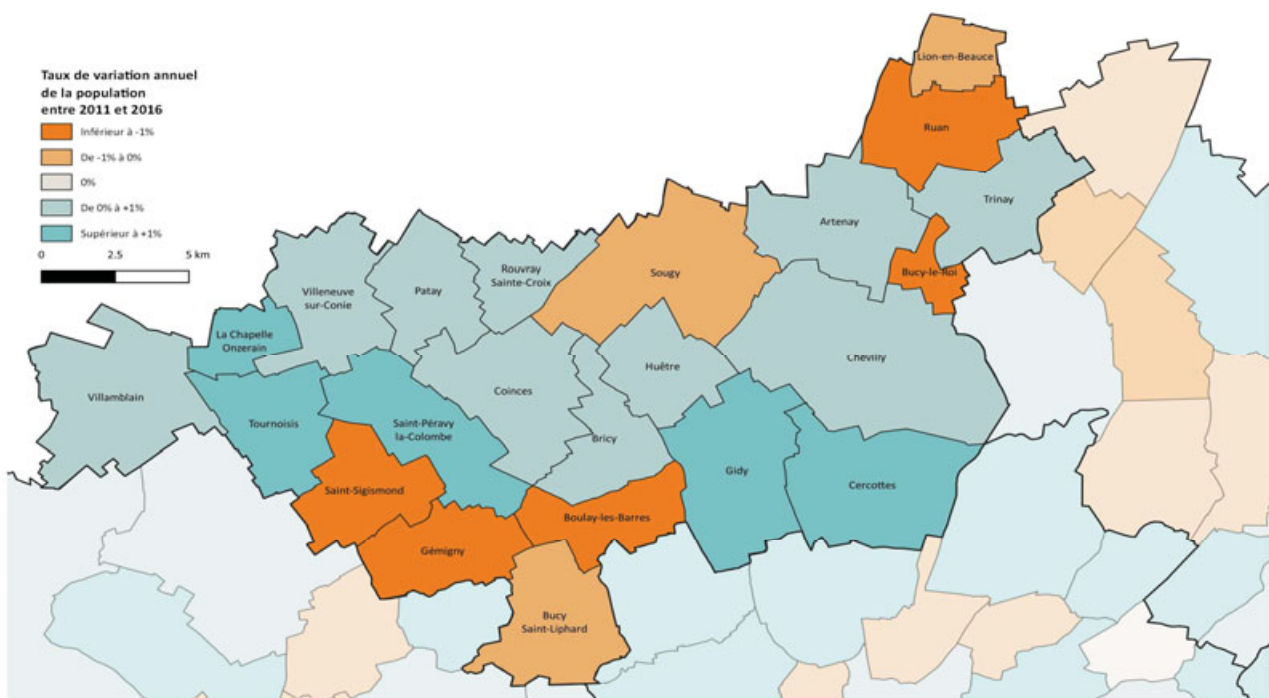 Taux de variation annuel
de la population
entre 2011 et 2016
Inférieur à -1%
De -1% à 0%
0%
De 0% à +1%
Supérieur à +1%
0 2.5 5 km
Lion-en-Beauce
Ruan
Trinay
Artenay
Bucy-le-Roi
Sougy
Rouvray
Sainte-Croix
Patay
Villeneuve
sur-Conie
La Chapelle
Onzerain
Villamblain
Tournoisis
Saint-Péravy
la-Colombe
Coinces
Huêtre
Chevilly
Bricy
Gidy
Cercottes
Saint-Sigismond
Boulay-les-Barres
Gémigny
Bucy
Saint-Liphard